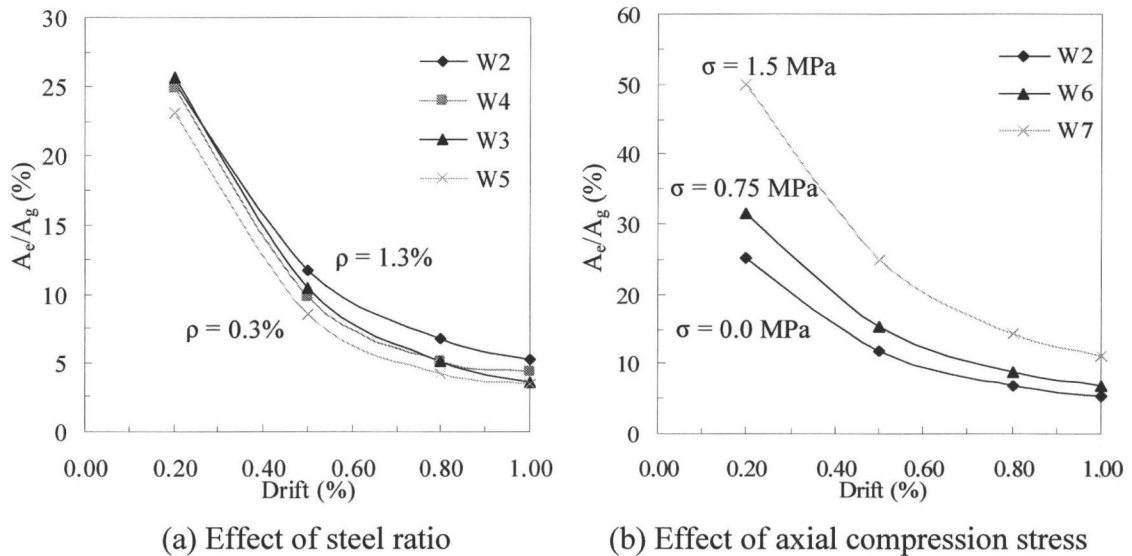 30
25
20
15
10
5
0
A_e/A_g (%)
W2
W4
W3
W5
ρ = 1.3%
ρ = 0.3%
0.00 0.20 0.40 0.60 0.80 1.00
Drift (%)
(a) Effect of steel ratio
60
50
40
30
20
10
0
A_e/A_g (%)
σ = 1.5 MPa
W2
W6
W7
σ = 0.75 MPa
σ = 0.0 MPa
0.00 0.20 0.40 0.60 0.80 1.00
Drift (%)
(b) Effect of axial compression stress